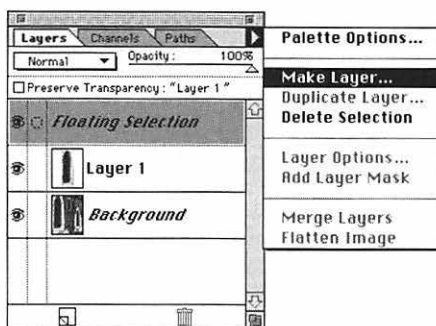 Layers Channels Paths
Normal Opacity: 100%
Preserve Transparency: "Layer 1"
Floating Selection
Layer 1
Background
Palette Options...
Make Layer...
Duplicate Layer...
Delete Selection
Layer Options...
Add Layer Mask
Merge Layers
Flatten Image